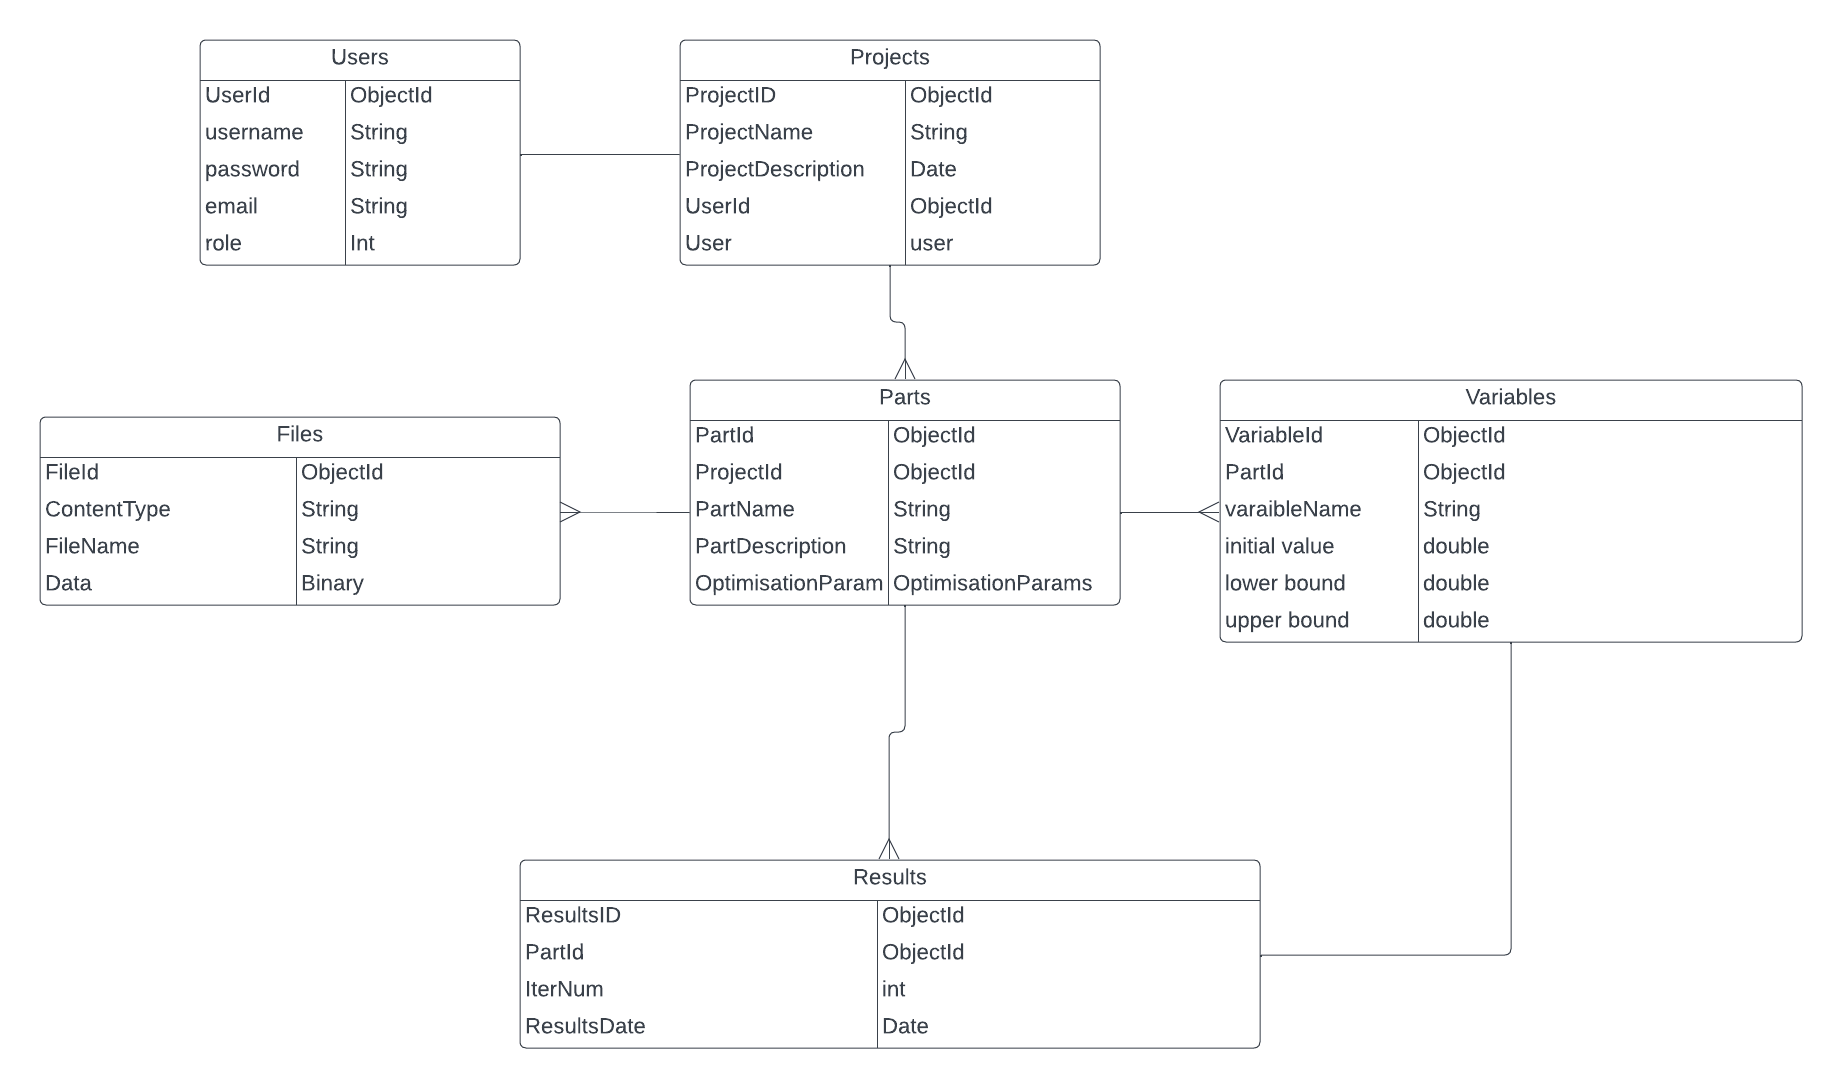 Users
UserId ObjectId
username String
password String
email String
role Int
Projects
ProjectID ObjectId
ProjectName String
ProjectDescription Date
UserId ObjectId
User user
Files
FileId ObjectId
ContentType String
FileName String
Data Binary
Parts
PartId ObjectId
ProjectId ObjectId
PartName String
PartDescription String
OptimisationParam OptimisationParams
Variables
VariableId ObjectId
PartId ObjectId
varaibleName String
initial value double
lower bound double
upper bound double
Results
ResultsID ObjectId
PartId ObjectId
IterNum int
ResultsDate Date